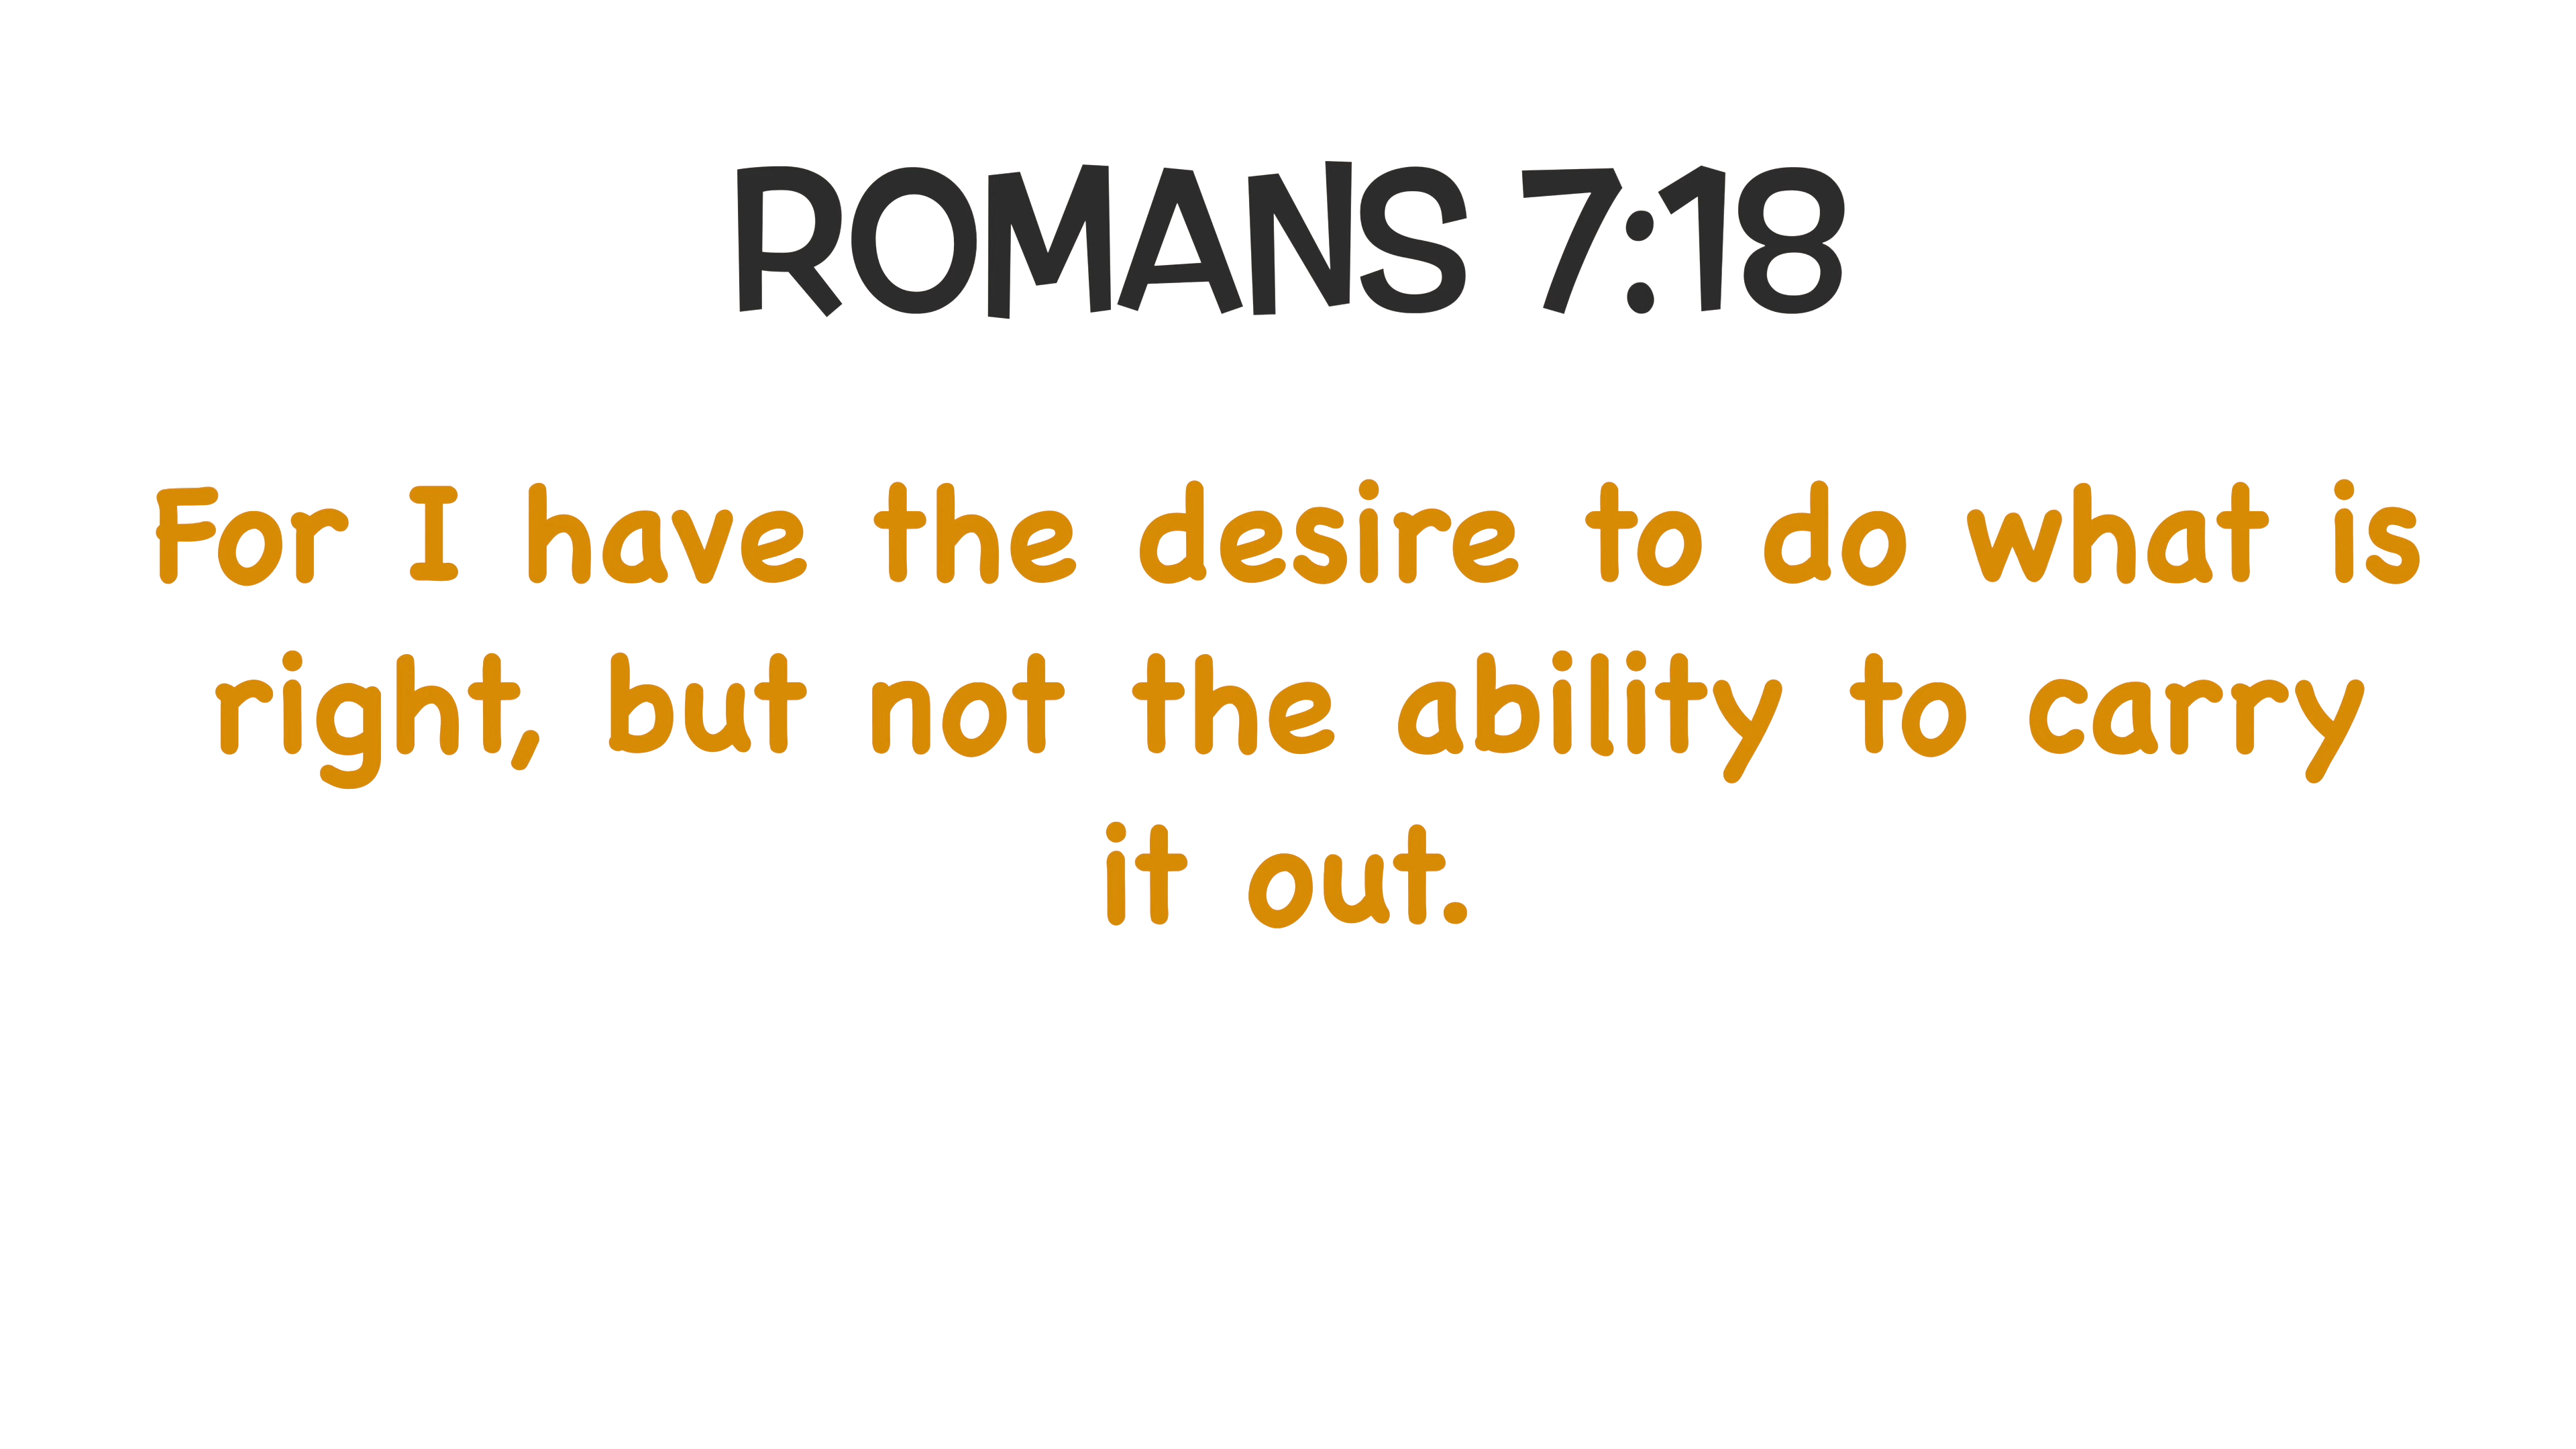 ROMANS 7:18
For I have the desire to do what is
right, but not the ability to carry
it out.